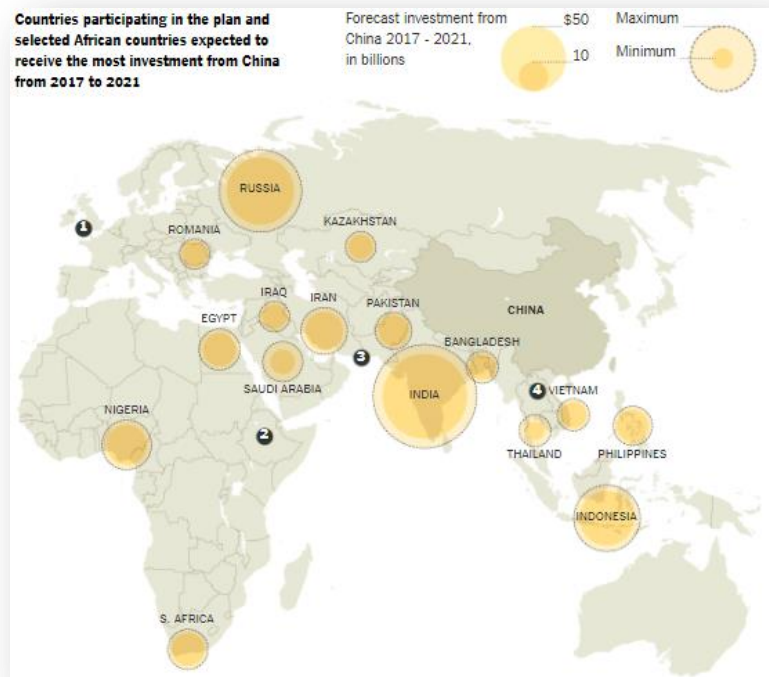 Countries participating in the plan and
selected African countries expected to
receive the most investment from China
from 2017 to 2021
Forecast investment from
China 2017 - 2021,
in billions
$50
10
Maximum
Minimum
RUSSIA
1
ROMANIA
KAZAKHSTAN
IRAQ
IRAN
PAKISTAN
CHINA
EGYPT
BANGLADESH
3
SAUDI ARABIA
INDIA
4
VIETNAM
NIGERIA
2
THAILAND
PHILIPPINES
INDONESIA
S. AFRICA